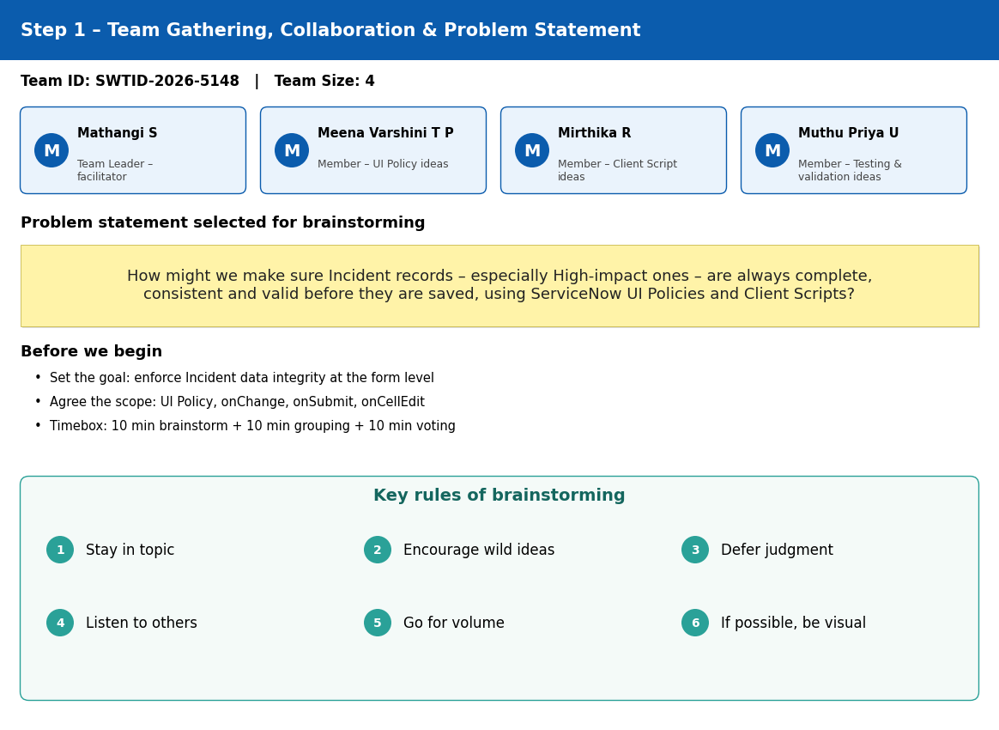 Step 1 – Team Gathering, Collaboration & Problem Statement
Team ID: SWTID-2026-5148   |   Team Size: 4
M
Mathangi S
Team Leader –
facilitator
M
Meena Varshini T P
Member – UI Policy ideas
M
Mirthika R
Member – Client Script
ideas
M
Muthu Priya U
Member – Testing &
validation ideas
Problem statement selected for brainstorming
How might we make sure Incident records – especially High-impact ones – are always complete,
consistent and valid before they are saved, using ServiceNow UI Policies and Client Scripts?
Before we begin
• Set the goal: enforce Incident data integrity at the form level
• Agree the scope: UI Policy, onChange, onSubmit, onCellEdit
• Timebox: 10 min brainstorm + 10 min grouping + 10 min voting
Key rules of brainstorming
1 Stay in topic
2 Encourage wild ideas
3 Defer judgment
4 Listen to others
5 Go for volume
6 If possible, be visual